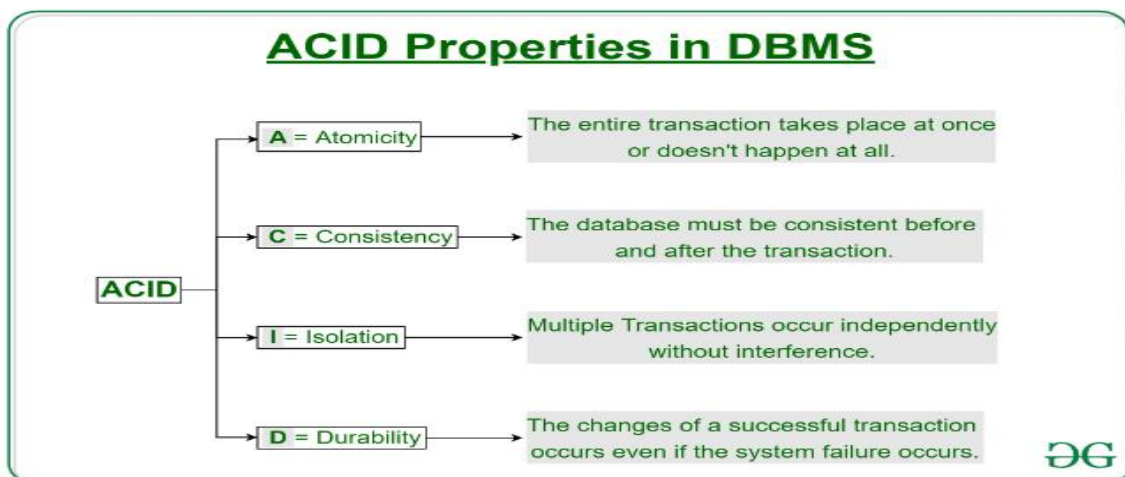 ACID Properties in DBMS
A = Atomicity
The entire transaction takes place at once
or doesn't happen at all.
C = Consistency
The database must be consistent before
and after the transaction.
ACID
I = Isolation
Multiple Transactions occur independently
without interference.
D = Durability
The changes of a successful transaction
occurs even if the system failure occurs.